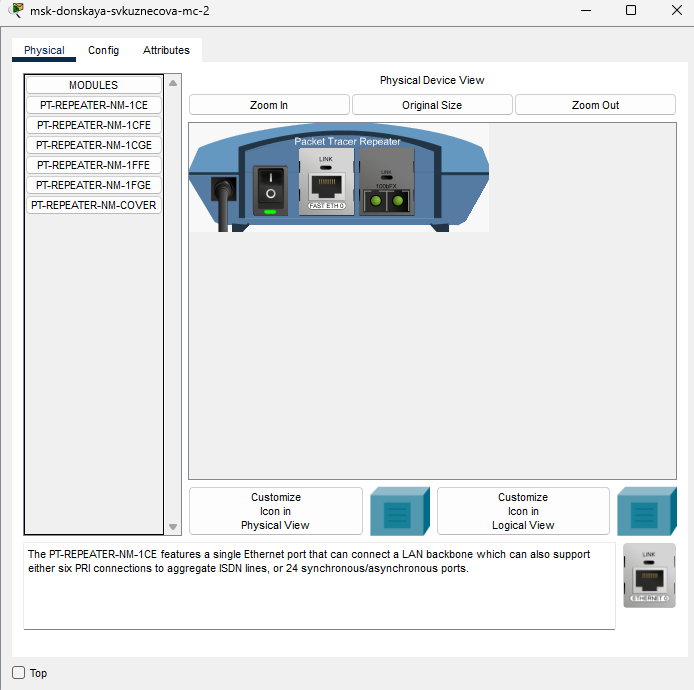 msk-donskaya-svkuznecova-mc-2
Physical Config Attributes
MODULES
PT-REPEATER-NM-1CE
PT-REPEATER-NM-1CFE
PT-REPEATER-NM-1CGE
PT-REPEATER-NM-1FFE
PT-REPEATER-NM-1FGE
PT-REPEATER-NM-COVER
Physical Device View
Zoom In Original Size Zoom Out
Packet Tracer Repeater
LINK
LINK
100bFX
FAST ETH 0
Customize
Icon in
Physical View
Customize
Icon in
Logical View
The PT-REPEATER-NM-1CE features a single Ethernet port that can connect a LAN backbone which can also support
either six PRI connections to aggregate ISDN lines, or 24 synchronous/asynchronous ports.
LINK
ETHERNET 0
Top